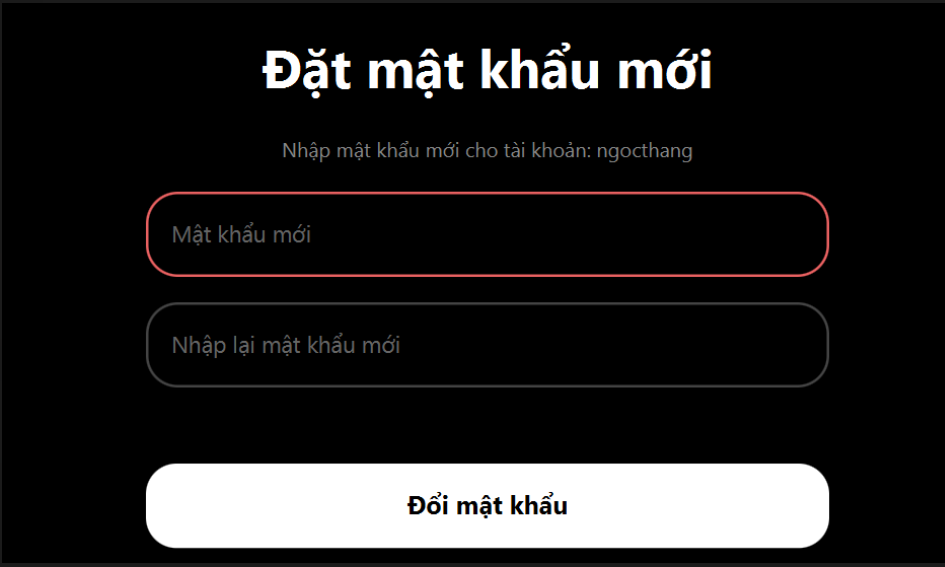 Đặt mật khẩu mới
Nhập mật khẩu mới cho tài khoản: ngocthang
Mật khẩu mới
Nhập lại mật khẩu mới
Đổi mật khẩu